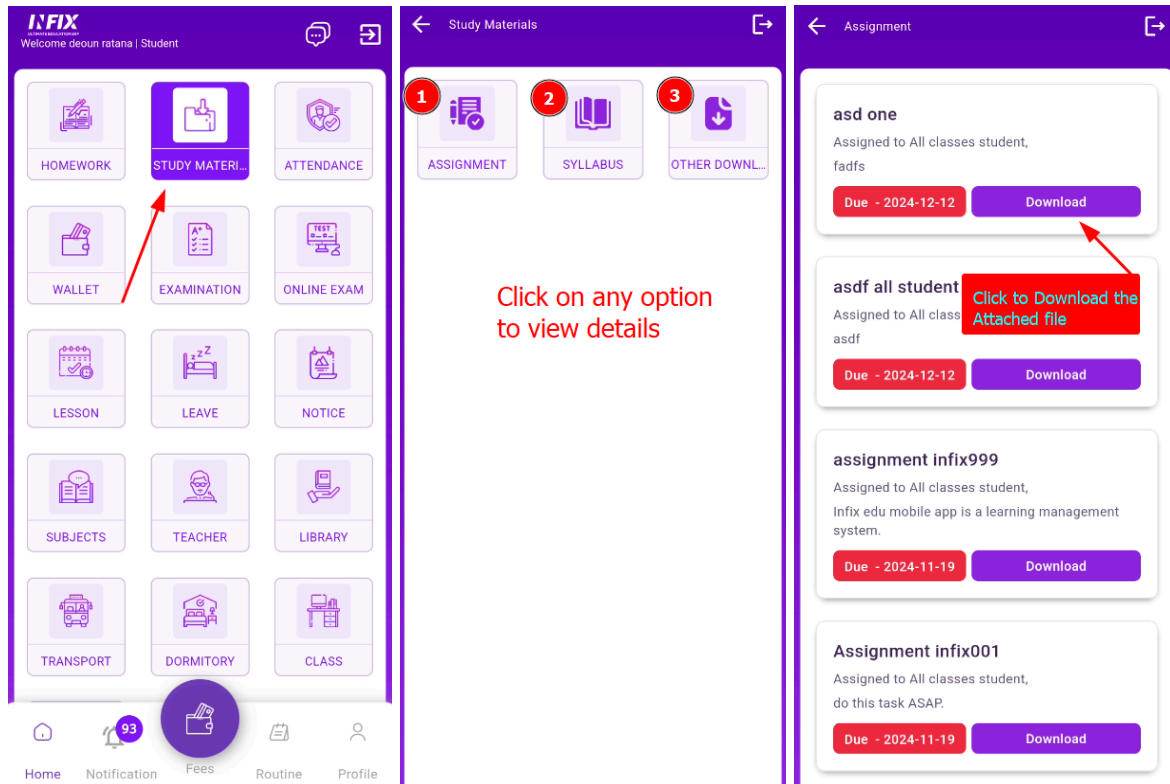 INFIX
Welcome deoun ratana | Student
HOMEWORK
STUDY MATERI...
ATTENDANCE
A+
TEST
WALLET
EXAMINATION
ONLINE EXAM
z z Z
LESSON
LEAVE
NOTICE
SUBJECTS
TEACHER
LIBRARY
TRANSPORT
DORMITORY
CLASS
93
Home
Notification
Fees
Routine
Profile
Study Materials
1
2
3
ASSIGNMENT
SYLLABUS
OTHER DOWNL...
Click on any option
to view details
Assignment
asd one
Assigned to All classes student,
fadfs
Due - 2024-12-12
Download
asdf all student
Assigned to All class
asdf
Click to Download the
Attached file
Due - 2024-12-12
Download
assignment infix999
Assigned to All classes student,
Infix edu mobile app is a learning management
system.
Due - 2024-11-19
Download
Assignment infix001
Assigned to All classes student,
do this task ASAP.
Due - 2024-11-19
Download